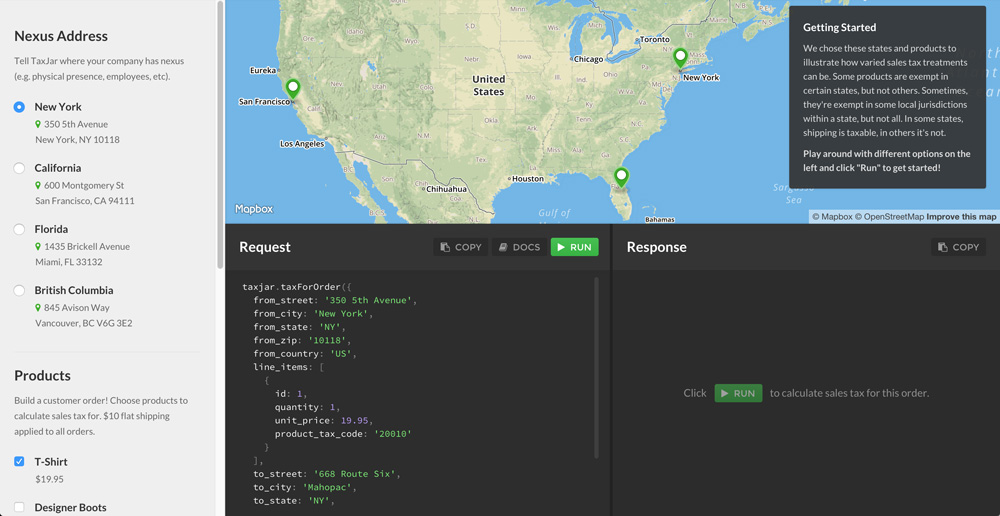 Nexus Address
Tell TaxJar where your company has nexus
(e.g. physical presence, employees, etc).
New York
350 5th Avenue
New York, NY 10118
California
600 Montgomery St
San Francisco, CA 94111
Florida
1435 Brickell Avenue
Miami, FL 33132
British Columbia
845 Avison Way
Vancouver, BC V6G 3E2
Products
Build a customer order! Choose products to
calculate sales tax for. $10 flat shipping
applied to all orders.
T-Shirt
$19.95
Designer Boots
Toronto
Chicago
New York
Eureka
United
States
San Francisco
Los Angeles
Houston
Chihuahua
Gulf of
Bahamas
Sargasso
Sea
Mapbox
© Mapbox © OpenStreetMap Improve this map
Getting Started
We chose these states and products to
illustrate how varied sales tax treatments
can be. Some products are exempt in
certain states, but not others. Sometimes,
they're exempt in some local jurisdictions
within a state, but not all. In some states,
shipping is taxable, in others it's not.
Play around with different options on the
left and click "Run" to get started!
Request
COPY
DOCS
RUN
taxjar.taxForOrder({
from_street: '350 5th Avenue',
from_city: 'New York',
from_state: 'NY',
from_zip: '10118',
from_country: 'US',
line_items: [
{
id: 1,
quantity: 1,
unit_price: 19.95,
product_tax_code: '20010'
}
],
to_street: '668 Route Six',
to_city: 'Mahopac',
to_state: 'NY',
Response
COPY
Click RUN to calculate sales tax for this order.